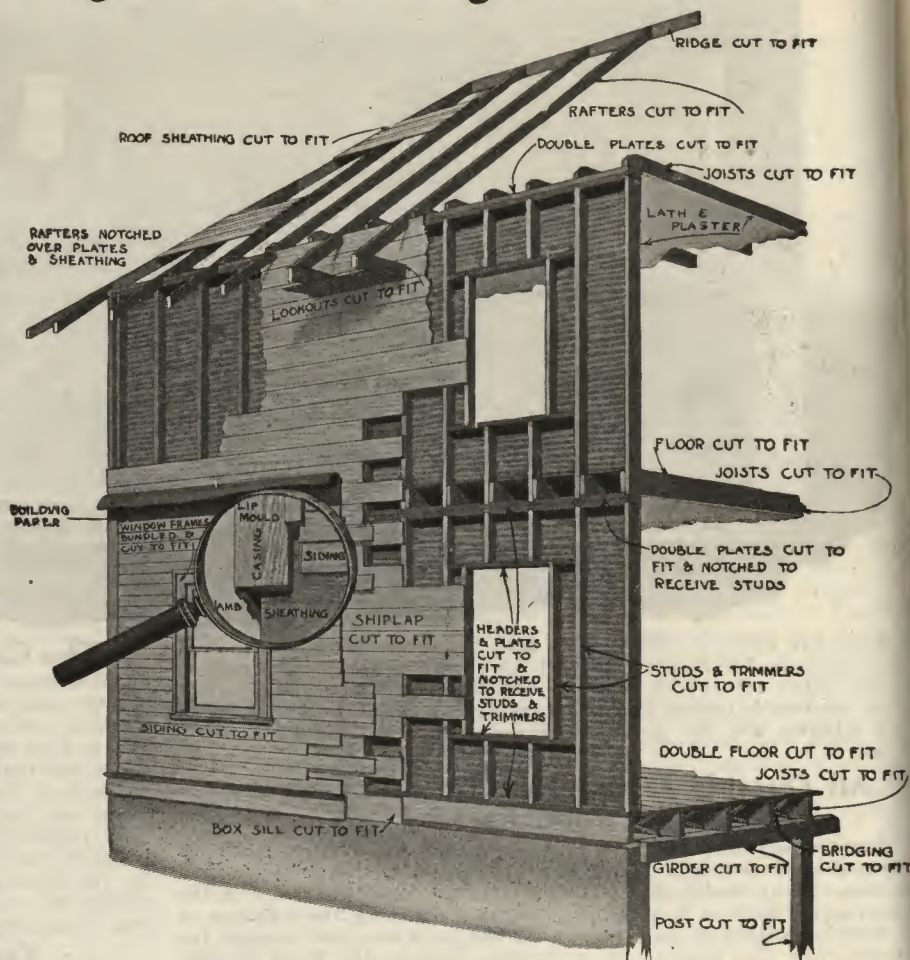 RIDGE CUT TO FIT
RAFTERS CUT TO FIT
ROOF SHEATHING CUT TO FIT
DOUBLE PLATES CUT TO FIT
JOISTS CUT TO FIT
LATH &
PLASTER
RAFTERS NOTCHED
OVER PLATES
& SHEATHING
LOOKOUTS CUT TO FIT
FLOOR CUT TO FIT
JOISTS CUT TO FIT
BUILDING
PAPER
WINDOW FRAMES
BUNDLED &
CUT TO FIT
LIP
MOULD
CASING
SIDING
JAMB
SHEATHING
DOUBLE PLATES CUT TO
FIT & NOTCHED TO
RECEIVE STUDS
SHIPLAP
CUT TO FIT
HEADERS
& PLATES
CUT TO
FIT &
NOTCHED
TO RECEIVE
STUDS &
TRIMMERS
STUDS & TRIMMERS
CUT TO FIT
SIDING CUT TO FIT
DOUBLE FLOOR CUT TO FIT
JOISTS CUT TO FIT
BOX SILL CUT TO FIT
BRIDGING
CUT TO FIT
GIRDER CUT TO FIT
POST CUT TO FIT